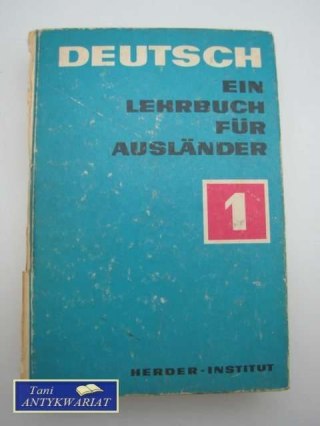 DEUTSCH
EIN
LEHRBUCH
FÜR
AUSLÄNDER
1
HERDER-INSTITUT
Tani
ANTYKWARIAT